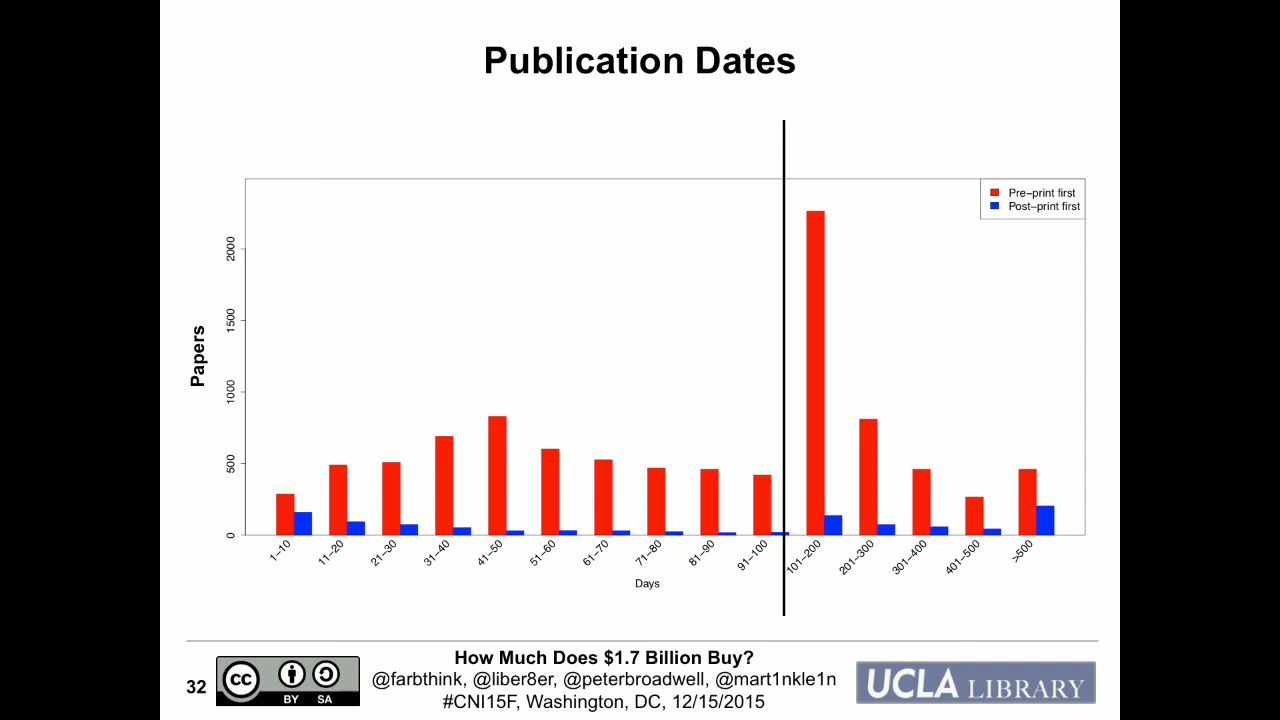 Publication Dates
Pre-print first
Post-print first
Papers
2000
1500
1000
500
0
1-10
11-20
21-30
31-40
41-50
51-60
61-70
71-80
81-90
91-100
101-200
201-300
301-400
401-500
>500
Days
32
cc
BY SA
How Much Does $1.7 Billion Buy?
@farbthink, @liber8er, @peterbroadwell, @mart1nkle1n
#CNI15F, Washington, DC, 12/15/2015
UCLA LIBRARY